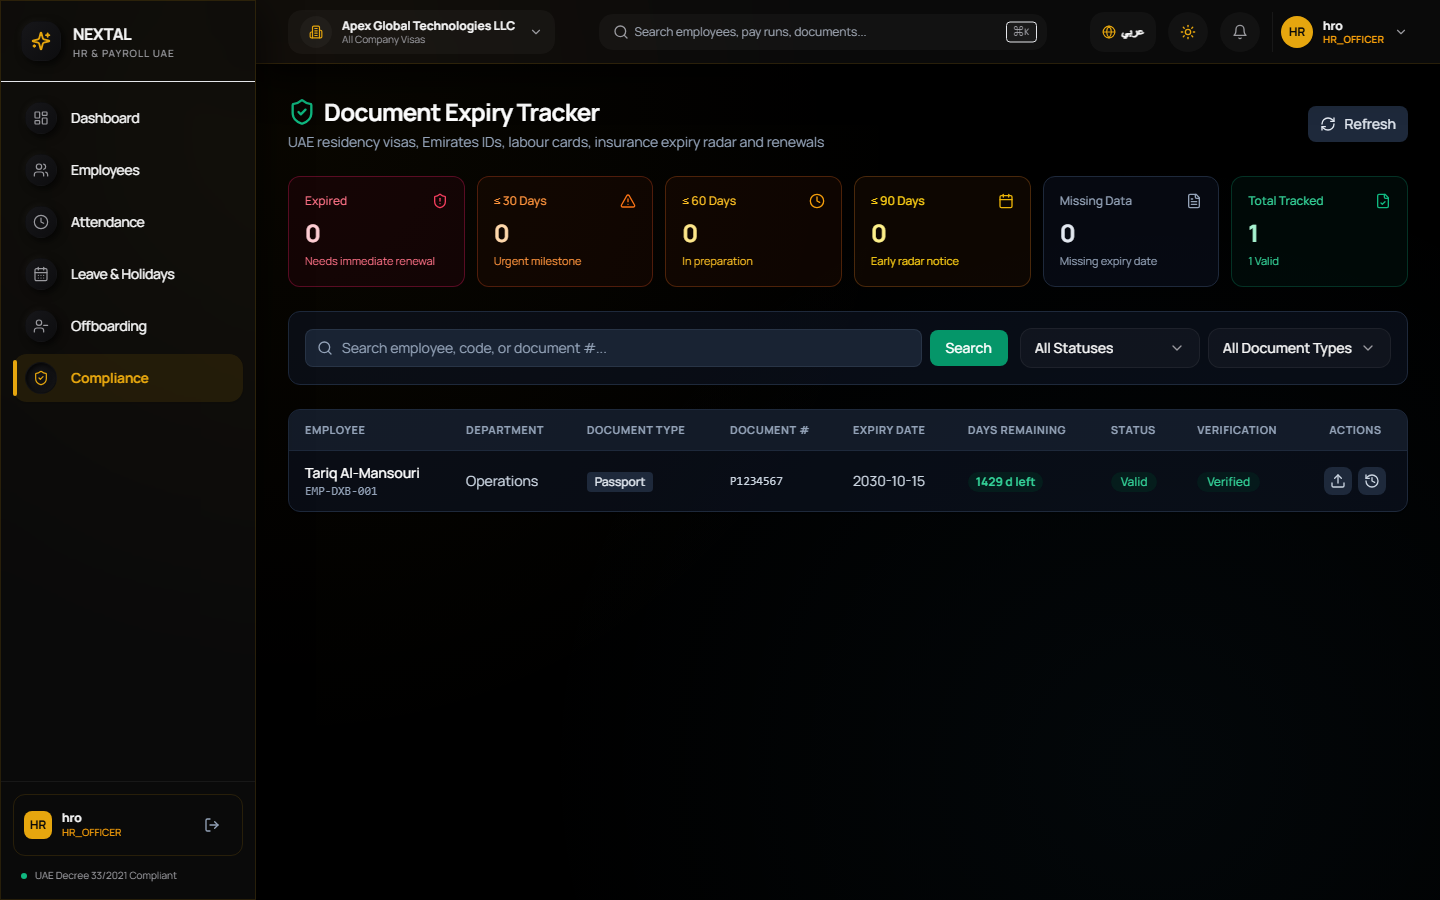 NEXTAL
HR & PAYROLL UAE
Dashboard
Employees
Attendance
Leave & Holidays
Offboarding
Compliance
HR
hro
HR_OFFICER
UAE Decree 33/2021 Compliant
Apex Global Technologies LLC
All Company Visas
Search employees, pay runs, documents...
⌘K
عربي
HR
hro
HR_OFFICER
Document Expiry Tracker
UAE residency visas, Emirates IDs, labour cards, insurance expiry radar and renewals
Refresh
Expired
0
Needs immediate renewal
≤ 30 Days
0
Urgent milestone
≤ 60 Days
0
In preparation
≤ 90 Days
0
Early radar notice
Missing Data
0
Missing expiry date
Total Tracked
1
1 Valid
Search employee, code, or document #...
Search
All Statuses
All Document Types
EMPLOYEE DEPARTMENT DOCUMENT TYPE DOCUMENT # EXPIRY DATE DAYS REMAINING STATUS VERIFICATION ACTIONS
Tariq Al-Mansouri
EMP-DXB-001
Operations Passport P1234567 2030-10-15 1429 d left Valid Verified